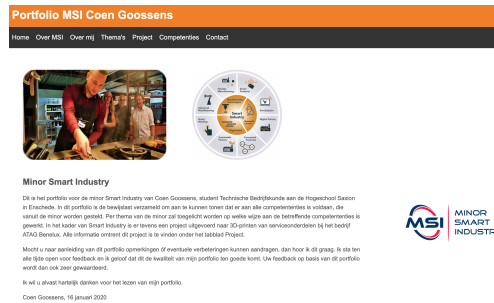 Portfolio MSI Coen Goossens
Home Over MSI Over mij Thema's Project Competenties Contact
Smart Industry
Minor Smart Industry
Dit is het portfolio voor de minor Smart Industry van Coen Goossens, student Technische Bedrijfskunde aan de Hogeschool Saxion
in Enschede. In dit portfolio is de bewijslast verzameld om aan te kunnen tonen dat er aan alle competententies is voldaan, die
vanuit de minor worden gesteld. Per thema van de minor zal toegelicht worden op welke wijze aan de betreffende competententies is
gewerkt. In het kader van Smart Industry is er tevens een project uitgevoerd naar 3D-printen van serviceonderdelen bij het bedrijf
ATAG Benelux. Alle informatie omtrent dit project is te vinden onder het tabblad Project.
Mocht u naar aanleiding van dit portfolio opmerkingen óf eventuele verbeteringen kunnen aandragen, dan hoor ik dit graag. Ik sta ten
alle tijde open voor feedback en ik geloof dat dit de kwaliteit van mijn portfolio ten goede komt. Uw feedback op basis van dit portfolio
wordt dan ook zeer gewaardeerd.
Ik wil u alvast hartelijk danken voor het lezen van mijn portfolio.
Coen Goossens, 16 januari 2020
MSI MINOR
SMART
INDUSTR